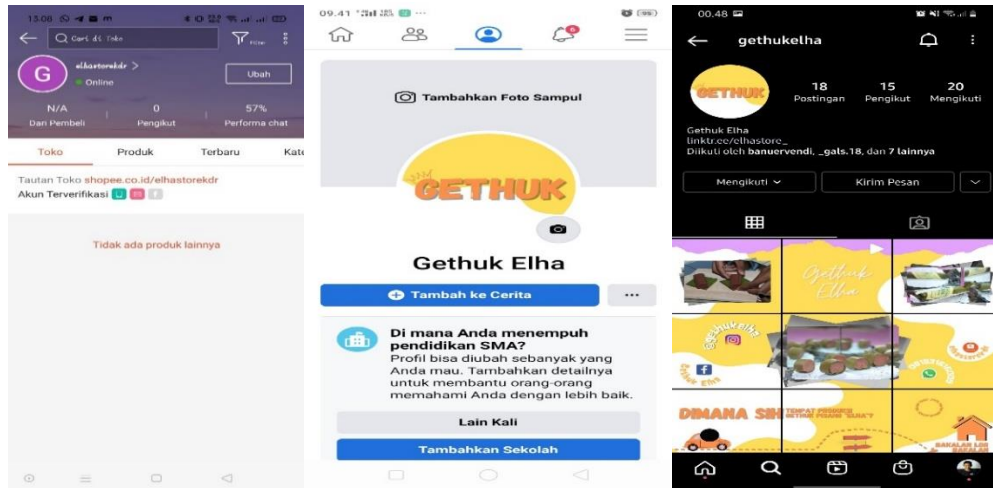 15.08
Cari di Toko
Filter
G
elhastorekdr >
Online
Ubah
N/A
0
57%
Dari Pembeli
Pengikut
Performa chat
Toko
Produk
Terbaru
Kate
Tautan Toko shopee.co.id/elhastorekdr
Akun Terverifikasi
Tidak ada produk lainnya
09.41
Tambahkan Foto Sampul
GETHUK
Gethuk Elha
Tambah ke Cerita
Di mana Anda menempuh
pendidikan SMA?
Profil bisa diubah sebanyak yang
Anda mau. Tambahkan detailnya
untuk membantu orang-orang
memahami Anda dengan lebih baik.
Lain Kali
Tambahkan Sekolah
00.48
gethukelha
GETHUK
18
15
20
Postingan
Pengikut
Mengikuti
Gethuk Elha
linktr.ee/elhastore_
Diikuti oleh banuervendi, _gals.18, dan 7 lainnya
Mengikuti
Kirim Pesan
Gethuk
Elha
@gethukelha
Gethuk Elha
DIMANA SIH
TEMPAT PRODUKSI